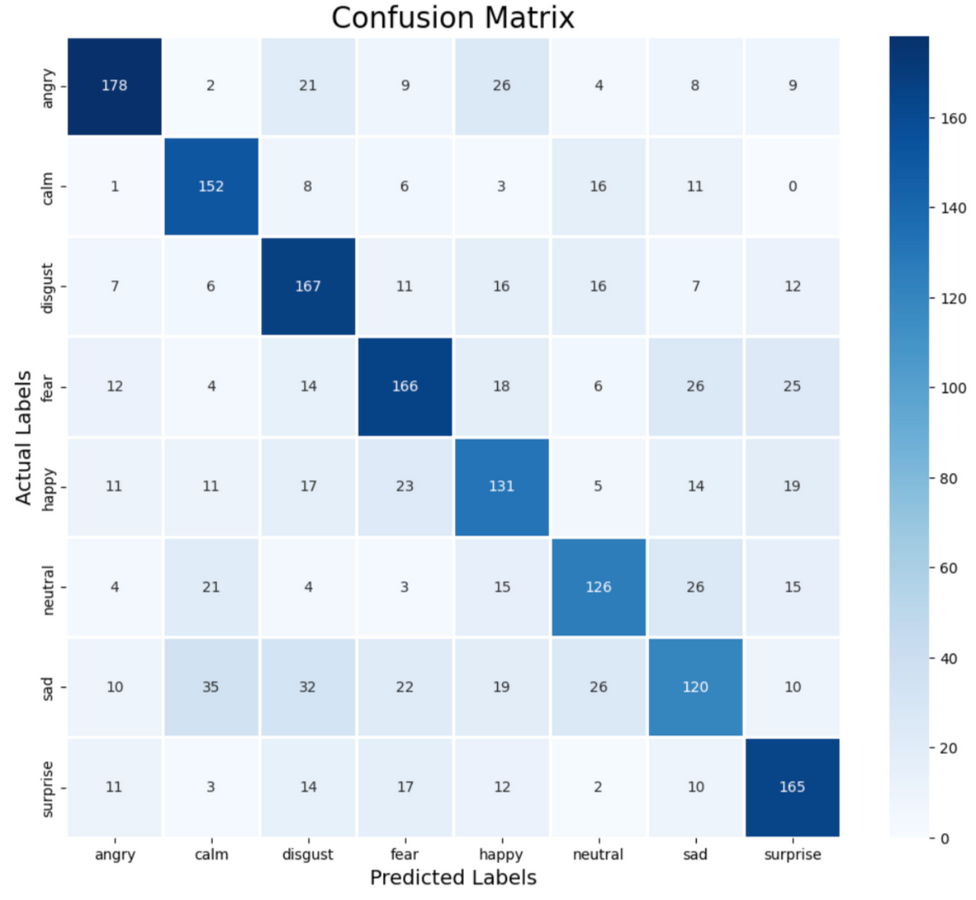 Confusion Matrix
angry 178 2 21 9 26 4 8 9
calm 1 152 8 6 3 16 11 0
disgust 7 6 167 11 16 16 7 12
fear 12 4 14 166 18 6 26 25
happy 11 11 17 23 131 5 14 19
neutral 4 21 4 3 15 126 26 15
sad 10 35 32 22 19 26 120 10
surprise 11 3 14 17 12 2 10 165
Actual Labels
angry calm disgust fear happy neutral sad surprise
Predicted Labels
160
140
120
100
80
60
40
20
0